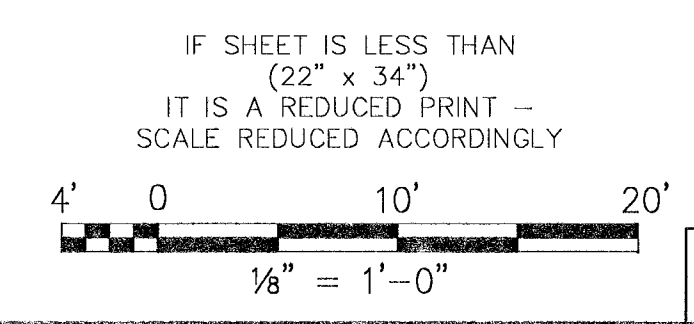 IF SHEET IS LESS THAN
(22" x 34")
IT IS A REDUCED PRINT –
SCALE REDUCED ACCORDINGLY
4' 0 10' 20'
⅛" = 1'–0"